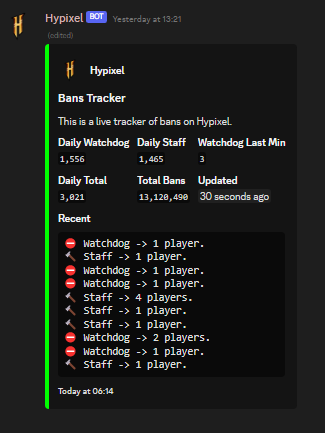 Hypixel BOT Yesterday at 13:21
(edited)
Hypixel
Bans Tracker
This is a live tracker of bans on Hypixel.
Daily Watchdog Daily Staff Watchdog Last Min
1,556 1,465 3
Daily Total Total Bans Updated
3,021 13,120,490 30 seconds ago
Recent
⛔ Watchdog -> 1 player.
🔨 Staff -> 1 player.
⛔ Watchdog -> 1 player.
⛔ Watchdog -> 1 player.
🔨 Staff -> 4 players.
🔨 Staff -> 1 player.
🔨 Staff -> 1 player.
⛔ Watchdog -> 2 players.
⛔ Watchdog -> 1 player.
🔨 Staff -> 1 player.
Today at 06:14